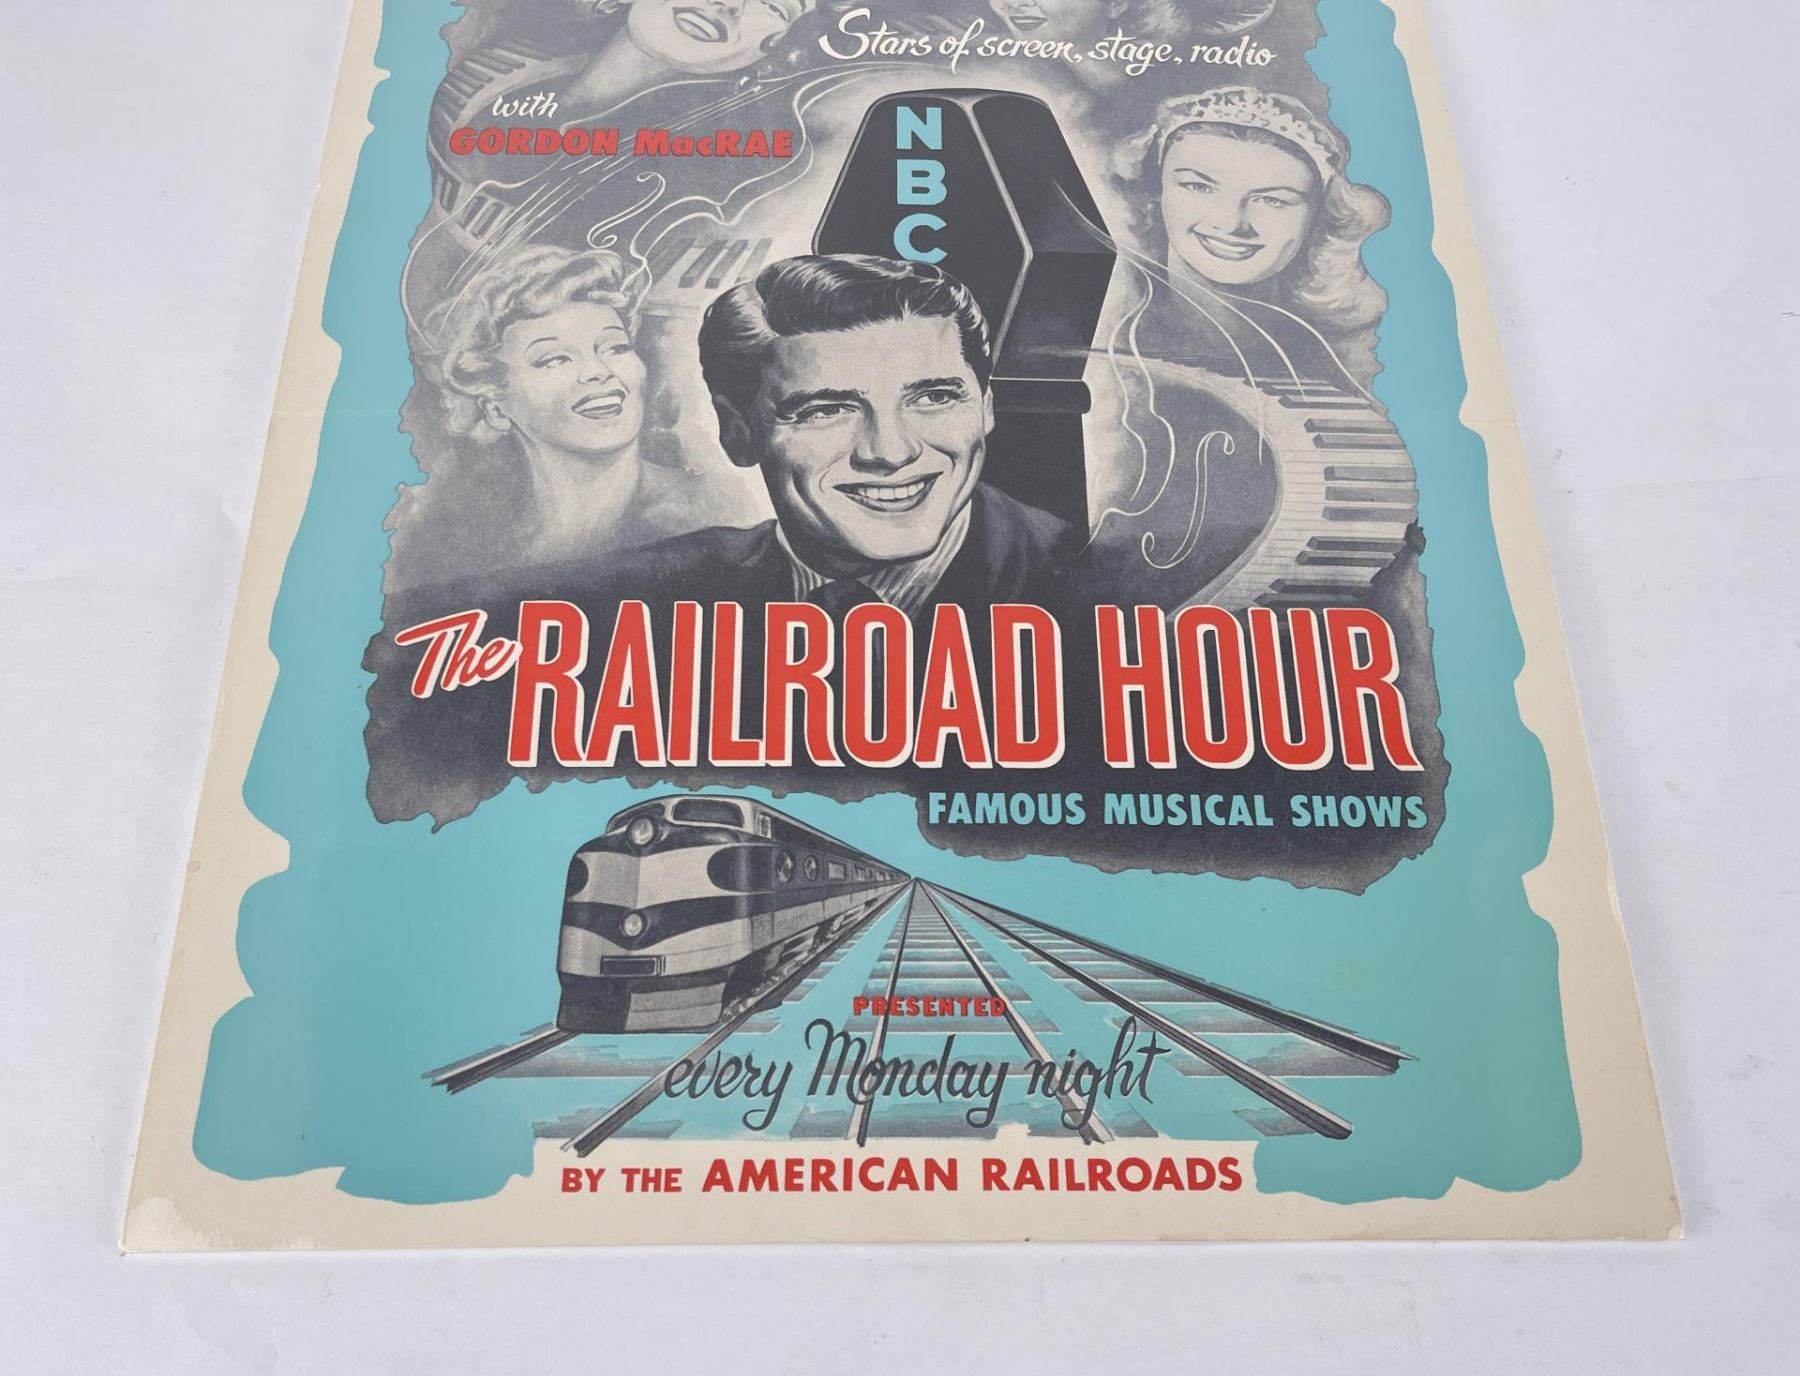 Stars of screen, stage, radio
with
GORDON MacRAE
NBC
The RAILROAD HOUR
FAMOUS MUSICAL SHOWS
PRESENTED
every Monday night
BY THE AMERICAN RAILROADS